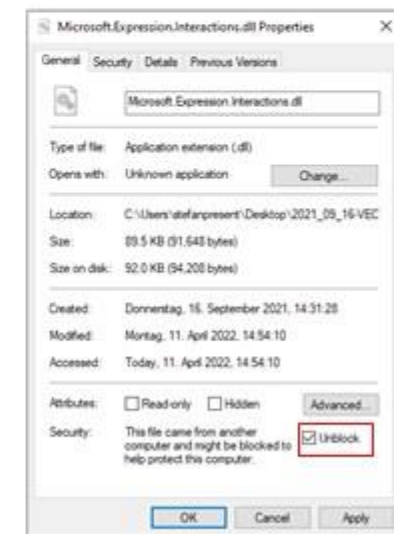 Microsoft.Expression.Interactions.dll Properties
General Security Details Previous Versions
Microsoft.Expression.Interactions.dll
Type of file: Application extension (.dll)
Opens with: Unknown application Change...
Location: C:\Users\stefanpresent\Desktop\2021_09_16-VEC
Size: 89.5 KB (91,648 bytes)
Size on disk: 92.0 KB (94,208 bytes)
Created: Donnerstag, 16. September 2021, 14:31:28
Modified: Montag, 11. April 2022, 14:54:10
Accessed: Today, 11. April 2022, 14:54:10
Attributes: Read-only Hidden Advanced...
Security: This file came from another
computer and might be blocked to
help protect this computer.
Unblock
OK Cancel Apply